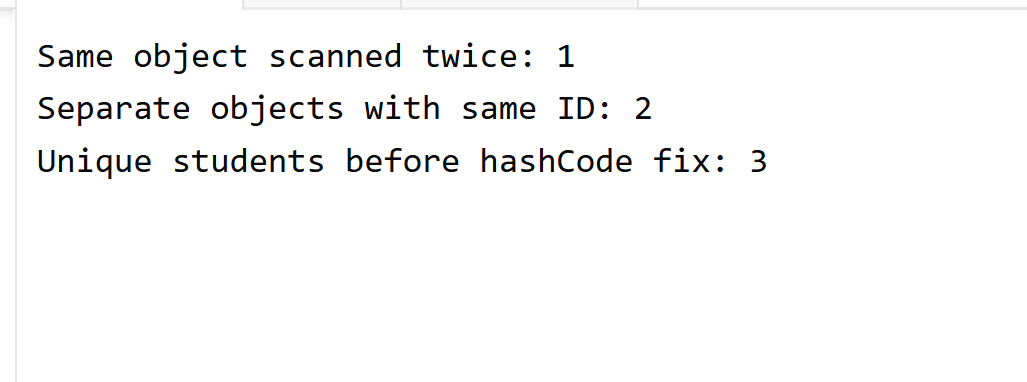 Same object scanned twice: 1
Separate objects with same ID: 2
Unique students before hashCode fix: 3